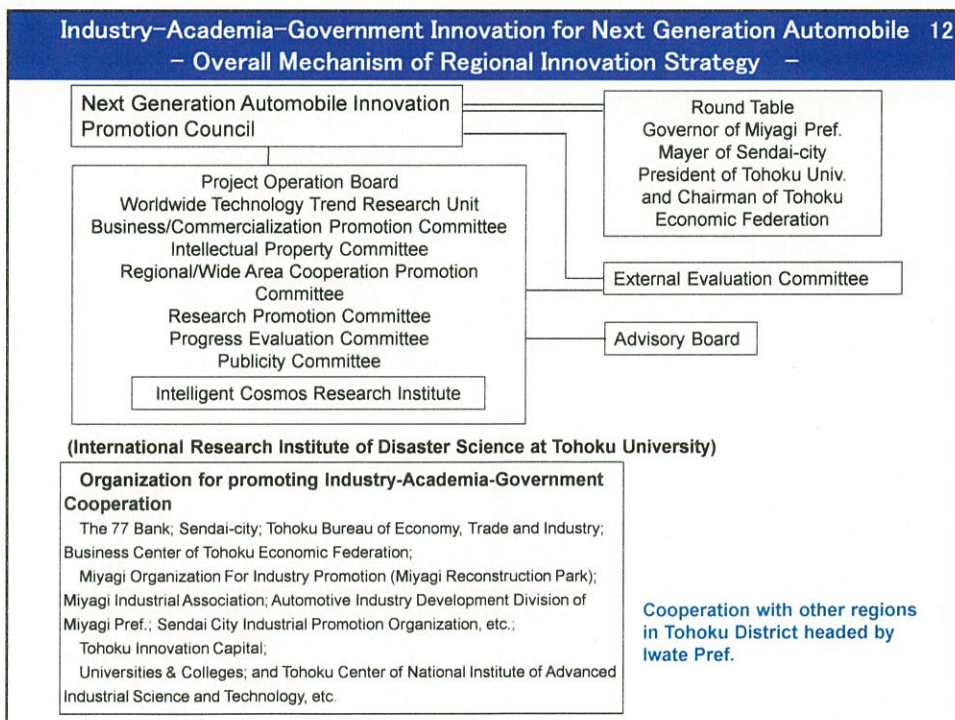 Industry-Academia-Government Innovation for Next Generation Automobile 12
- Overall Mechanism of Regional Innovation Strategy -
Next Generation Automobile Innovation
Promotion Council
Round Table
Governor of Miyagi Pref.
Mayer of Sendai-city
President of Tohoku Univ.
and Chairman of Tohoku
Economic Federation
Project Operation Board
Worldwide Technology Trend Research Unit
Business/Commercialization Promotion Committee
Intellectual Property Committee
Regional/Wide Area Cooperation Promotion
Committee
Research Promotion Committee
Progress Evaluation Committee
Publicity Committee
Intelligent Cosmos Research Institute
External Evaluation Committee
Advisory Board
(International Research Institute of Disaster Science at Tohoku University)
Organization for promoting Industry-Academia-Government
Cooperation
The 77 Bank; Sendai-city; Tohoku Bureau of Economy, Trade and Industry;
Business Center of Tohoku Economic Federation;
Miyagi Organization For Industry Promotion (Miyagi Reconstruction Park);
Miyagi Industrial Association; Automotive Industry Development Division of
Miyagi Pref.; Sendai City Industrial Promotion Organization, etc.;
Tohoku Innovation Capital;
Universities & Colleges; and Tohoku Center of National Institute of Advanced
Industrial Science and Technology, etc.
Cooperation with other regions
in Tohoku District headed by
Iwate Pref.